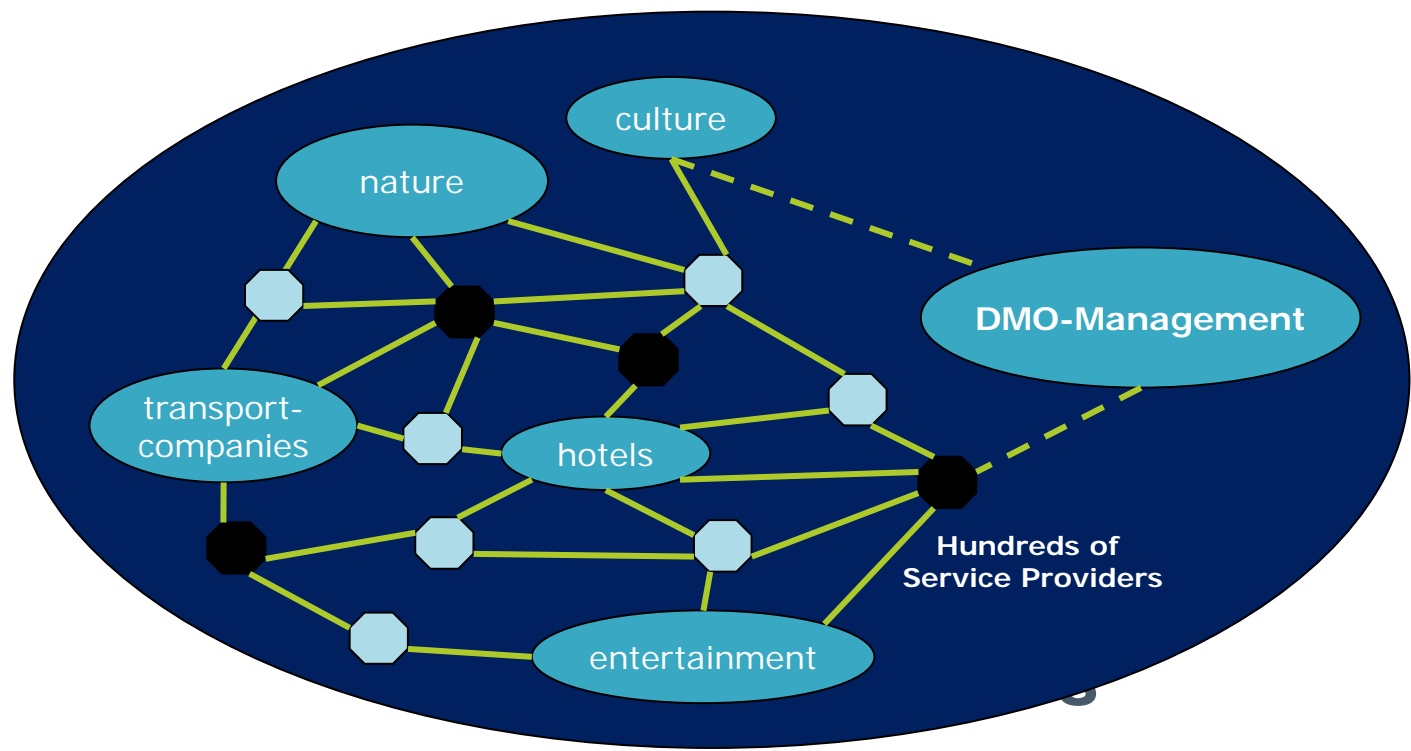 culture
nature
DMO-Management
transport-
companies
hotels
Hundreds of
Service Providers
entertainment